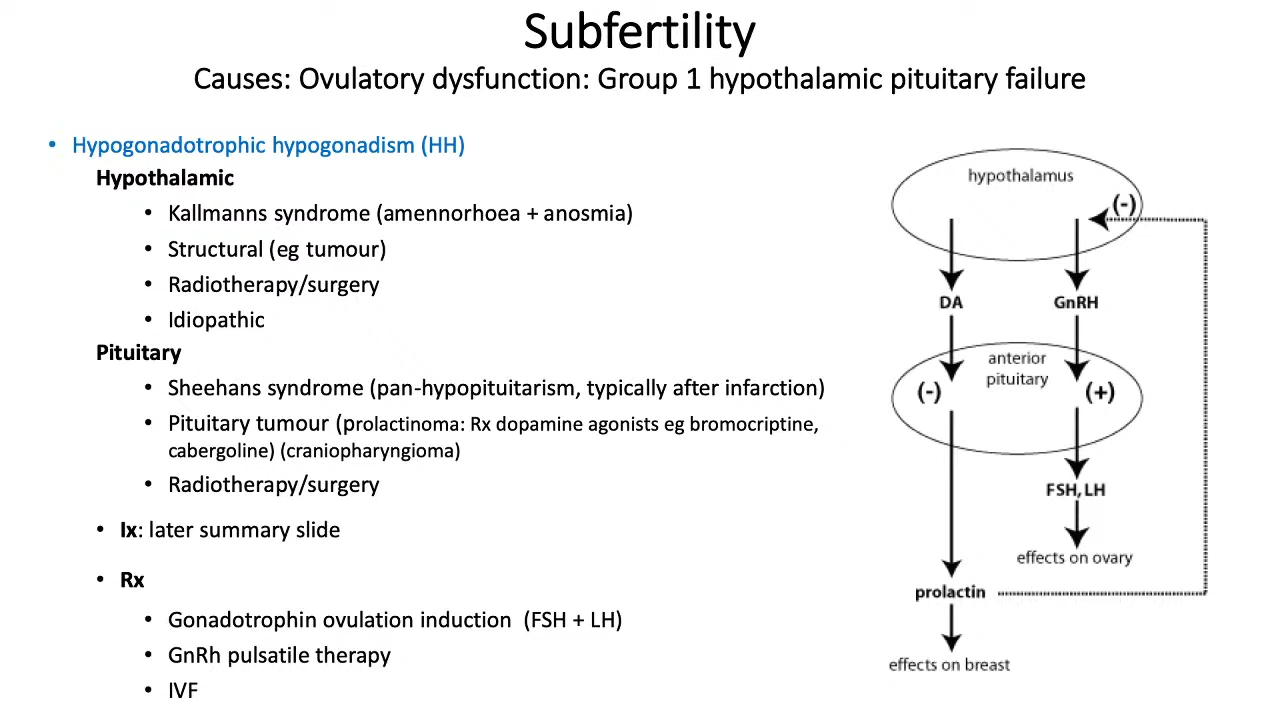 Subfertility
Causes: Ovulatory dysfunction: Group 1 hypothalamic pituitary failure
• Hypogonadotrophic hypogonadism (HH)
Hypothalamic
• Kallmanns syndrome (amennorhoea + anosmia)
• Structural (eg tumour)
• Radiotherapy/surgery
• Idiopathic
Pituitary
• Sheehans syndrome (pan-hypopituitarism, typically after infarction)
• Pituitary tumour (prolactinoma: Rx dopamine agonists eg bromocriptine,
cabergoline) (craniopharyngioma)
• Radiotherapy/surgery
• Ix: later summary slide
• Rx
• Gonadotrophin ovulation induction (FSH + LH)
• GnRh pulsatile therapy
• IVF
hypothalamus
(-)
DA GnRH
anterior
pituitary
(-) (+)
FSH, LH
effects on ovary
prolactin
effects on breast